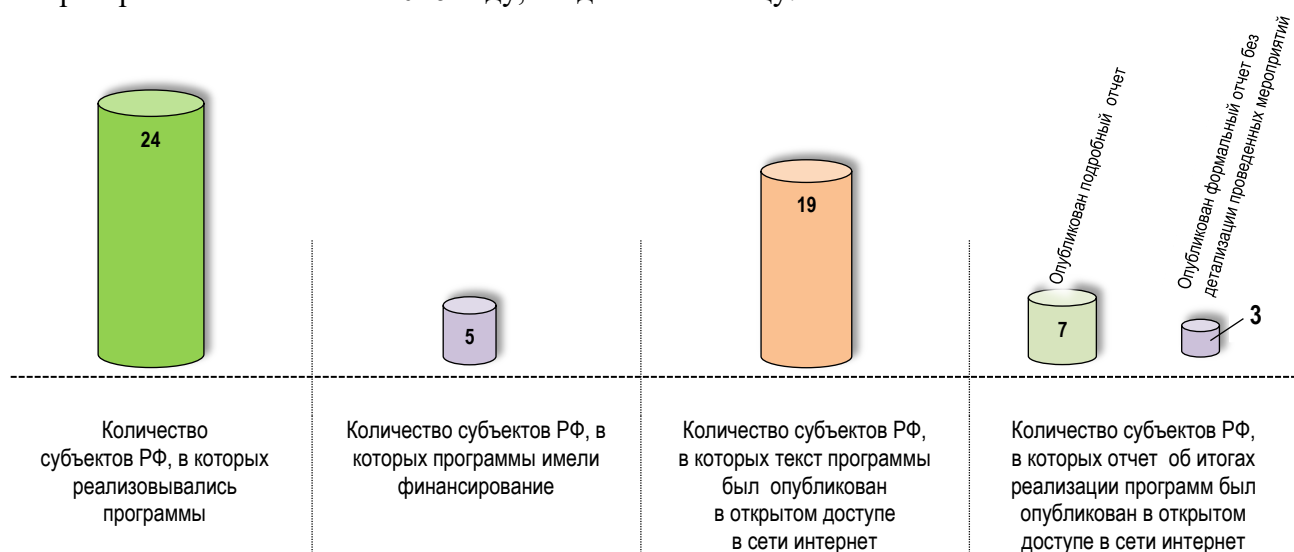 24
5
19
Опубликован подробный отчет
7
Опубликован формальный отчет без
детализации проведенных мероприятий
3
Количество
субъектов РФ, в которых
реализовывались
программы
Количество субъектов РФ, в
которых программы имели
финансирование
Количество субъектов РФ,
в которых текст программы
был опубликован
в открытом доступе
в сети интернет
Количество субъектов РФ,
в которых отчет об итогах
реализации программ был
опубликован в открытом
доступе в сети интернет